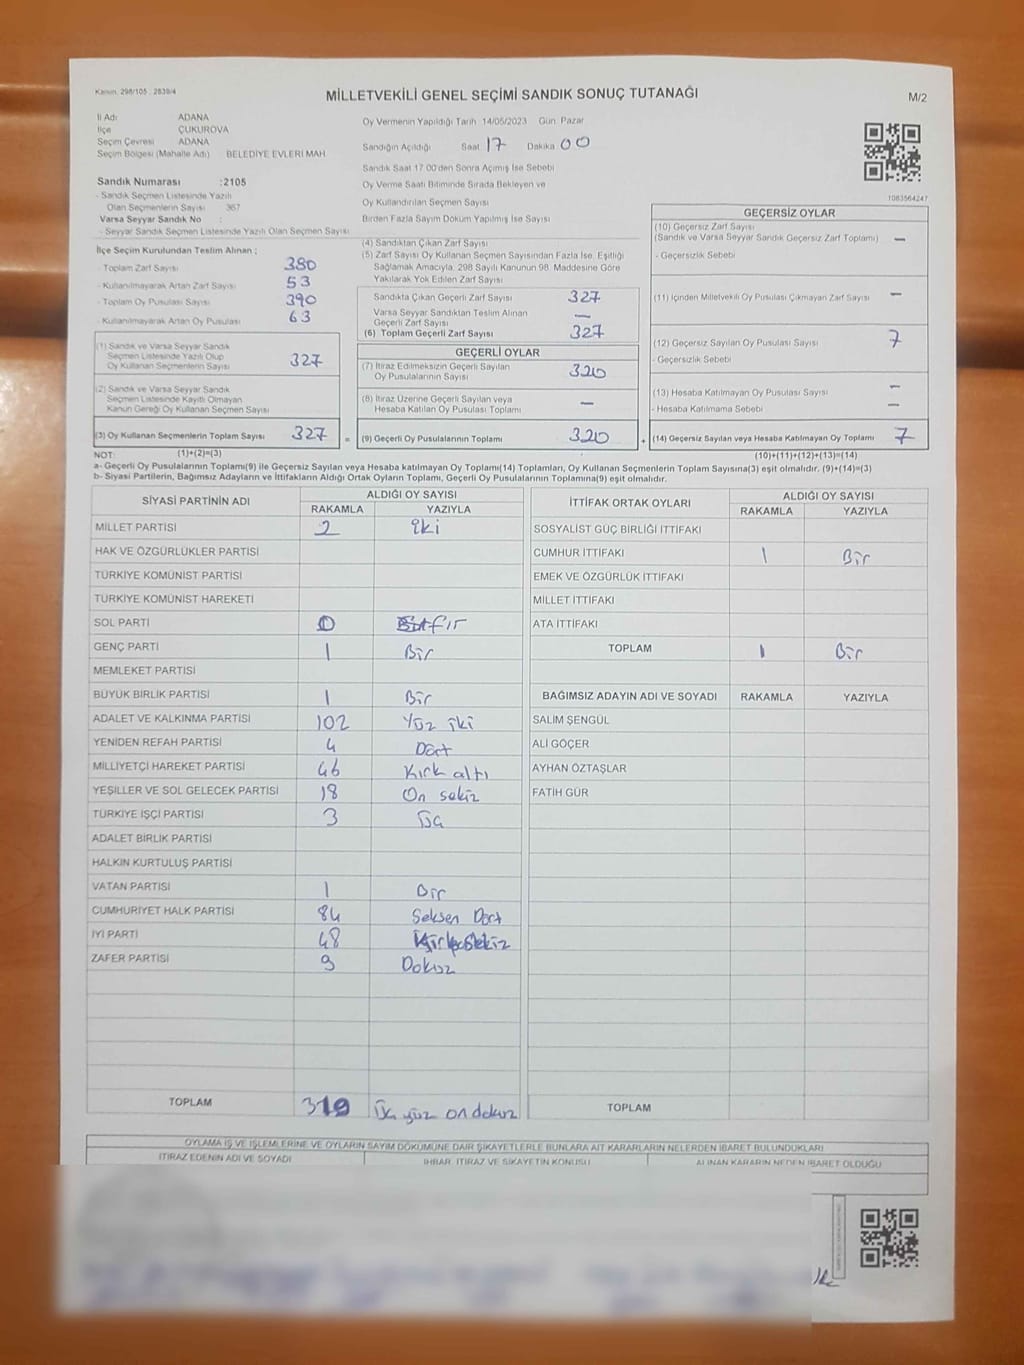 Kanun: 298/105 - 2839/4
MİLLETVEKİLİ GENEL SEÇİMİ SANDIK SONUÇ TUTANAĞI
M/2
İl Adı ADANA
İlçe ÇUKUROVA
Seçim Çevresi ADANA
Seçim Bölgesi (Mahalle Adı) BELEDİYE EVLERİ MAH
Sandık Numarası :2105
- Sandık Seçmen Listesinde Yazılı
Olan Seçmenlerin Sayısı 367
Varsa Seyyar Sandık No :
- Seyyar Sandık Seçmen Listesinde Yazılı Olan Seçmen Sayısı
Oy Vermenin Yapıldığı Tarih 14/05/2023 Gün: Pazar
Sandığın Açıldığı Saat 17 Dakika 00
Sandık Saat 17:00'den Sonra Açımış İse Sebebi
Oy Verme Saati Bitiminde Sırada Bekleyen ve
Oy Kullandırılan Seçmen Sayısı
Birden Fazla Sayım Döküm Yapılmış İse Sayısı
1083564247
İlçe Seçim Kurulundan Teslim Alınan ;
- Toplam Zarf Sayısı 380
- Kullanılmayarak Artan Zarf Sayısı 53
- Toplam Oy Pusulası Sayısı 390
- Kullanılmayarak Artan Oy Pusulası 63
(1) Sandık ve Varsa Seyyar Sandık
Seçmen Listesinde Yazılı Olup
Oy Kullanan Seçmenlerin Sayısı 327
(2) Sandık ve Varsa Seyyar Sandık
Seçmen Listesinde Kayıtlı Olmayan
Kanun Gereği Oy Kullanan Seçmen Sayısı
(3) Oy Kullanan Seçmenlerin Toplam Sayısı 327 =
(4) Sandıktan Çıkan Zarf Sayısı
(5) Zarf Sayısı Oy Kullanan Seçmen Sayısından Fazla İse, Eşitliği
Sağlamak Amacıyla, 298 Sayılı Kanunun 98. Maddesine Göre
Yakılarak Yok Edilen Zarf Sayısı
Sandıkta Çıkan Geçerli Zarf Sayısı 327
Varsa Seyyar Sandıktan Teslim Alınan
Geçerli Zarf Sayısı —
(6) Toplam Geçerli Zarf Sayısı 327
GEÇERLİ OYLAR
(7) İtiraz Edilmeksizin Geçerli Sayılan
Oy Pusulalarının Sayısı 320
(8) İtiraz Üzerine Geçerli Sayılan veya
Hesaba Katılan Oy Pusulası Toplamı —
(9) Geçerli Oy Pusulalarının Toplamı 320 +
GEÇERSİZ OYLAR
(10) Geçersiz Zarf Sayısı
(Sandık ve Varsa Seyyar Sandık Geçersiz Zarf Toplamı) —
- Geçersizlik Sebebi
(11) İçinden Milletvekili Oy Pusulası Çıkmayan Zarf Sayısı —
(12) Geçersiz Sayılan Oy Pusulası Sayısı 7
- Geçersizlik Sebebi
(13) Hesaba Katılmayan Oy Pusulası Sayısı —
- Hesaba Katılmama Sebebi —
(14) Geçersiz Sayılan veya Hesaba Katılmayan Oy Toplamı 7
NOT: (1)+(2)=(3) (10)+(11)+(12)+(13)=(14)
a- Geçerli Oy Pusulalarının Toplamı(9) ile Geçersiz Sayılan veya Hesaba katılmayan Oy Toplamı(14) Toplamları, Oy Kullanan Seçmenlerin Toplam Sayısına(3) eşit olmalıdır. (9)+(14)=(3)
b- Siyasi Partilerin, Bağımsız Adayların ve İttifakların Aldığı Ortak Oyların Toplamı, Geçerli Oy Pusulalarının Toplamına(9) eşit olmalıdır.
SİYASİ PARTİNİN ADI ALDIĞI OY SAYISI
RAKAMLA YAZIYLA
MİLLET PARTİSİ 2 iki
HAK VE ÖZGÜRLÜKLER PARTİSİ
TÜRKİYE KOMÜNİST PARTİSİ
TÜRKİYE KOMÜNİST HAREKETİ
SOL PARTİ 0 Sıfır
GENÇ PARTİ 1 Bir
MEMLEKET PARTİSİ
BÜYÜK BİRLİK PARTİSİ 1 Bir
ADALET VE KALKINMA PARTİSİ 102 Yüz iki
YENİDEN REFAH PARTİSİ 4 Dört
MİLLİYETÇİ HAREKET PARTİSİ 46 Kırk altı
YEŞİLLER VE SOL GELECEK PARTİSİ 18 On sekiz
TÜRKİYE İŞÇİ PARTİSİ 3 Üç
ADALET BİRLİK PARTİSİ
HALKIN KURTULUŞ PARTİSİ
VATAN PARTİSİ 1 Bir
CUMHURİYET HALK PARTİSİ 84 Seksen Dört
İYİ PARTİ 48 Kırksekiz
ZAFER PARTİSİ 9 Dokuz
TOPLAM 319 Üç yüz on dokuz
İTTİFAK ORTAK OYLARI ALDIĞI OY SAYISI
RAKAMLA YAZIYLA
SOSYALİST GÜÇ BİRLİĞİ İTTİFAKI
CUMHUR İTTİFAKI 1 Bir
EMEK VE ÖZGÜRLÜK İTTİFAKI
MİLLET İTTİFAKI
ATA İTTİFAKI
TOPLAM 1 Bir
BAĞIMSIZ ADAYIN ADI VE SOYADI RAKAMLA YAZIYLA
SALİM ŞENGÜL
ALİ GÖÇER
AYHAN ÖZTAŞLAR
FATİH GÜR
TOPLAM
OYLAMA İŞ VE İŞLEMLERİNE VE OYLARIN SAYIM DÖKÜMÜNE DAİR ŞİKAYETLERLE BUNLARA AİT KARARLARIN NELERDEN İBARET BULUNDUKLARI
İTİRAZ EDENİN ADI VE SOYADI İHBAR, İTİRAZ VE ŞİKAYETİN KONUSU ALINAN KARARIN NEDEN İBARET OLDUĞU